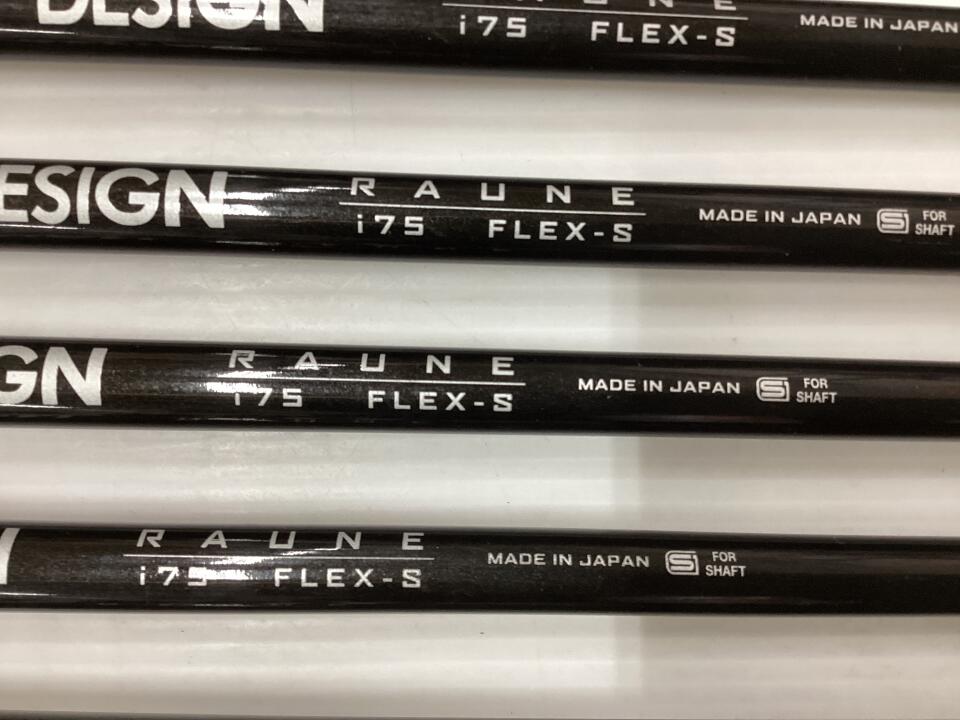 DESIGN
i75 FLEX-S MADE IN JAPAN
ESIGN RAUNE
i75 FLEX-S MADE IN JAPAN FOR SHAFT
GN RAUNE
i75 FLEX-S MADE IN JAPAN FOR SHAFT
RAUNE
i75 FLEX-S MADE IN JAPAN FOR SHAFT